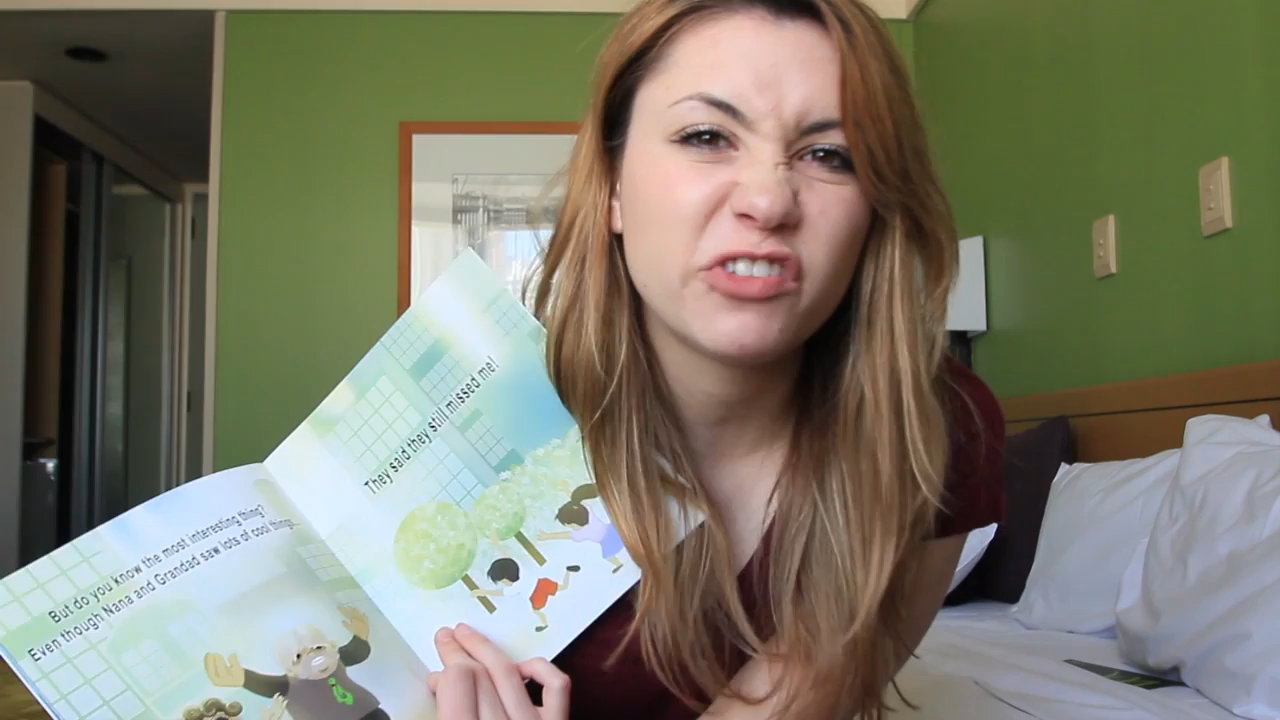 But do you know the most interesting thing?
Even though Nana and Grandad saw lots of cool things...
They said they still missed me!